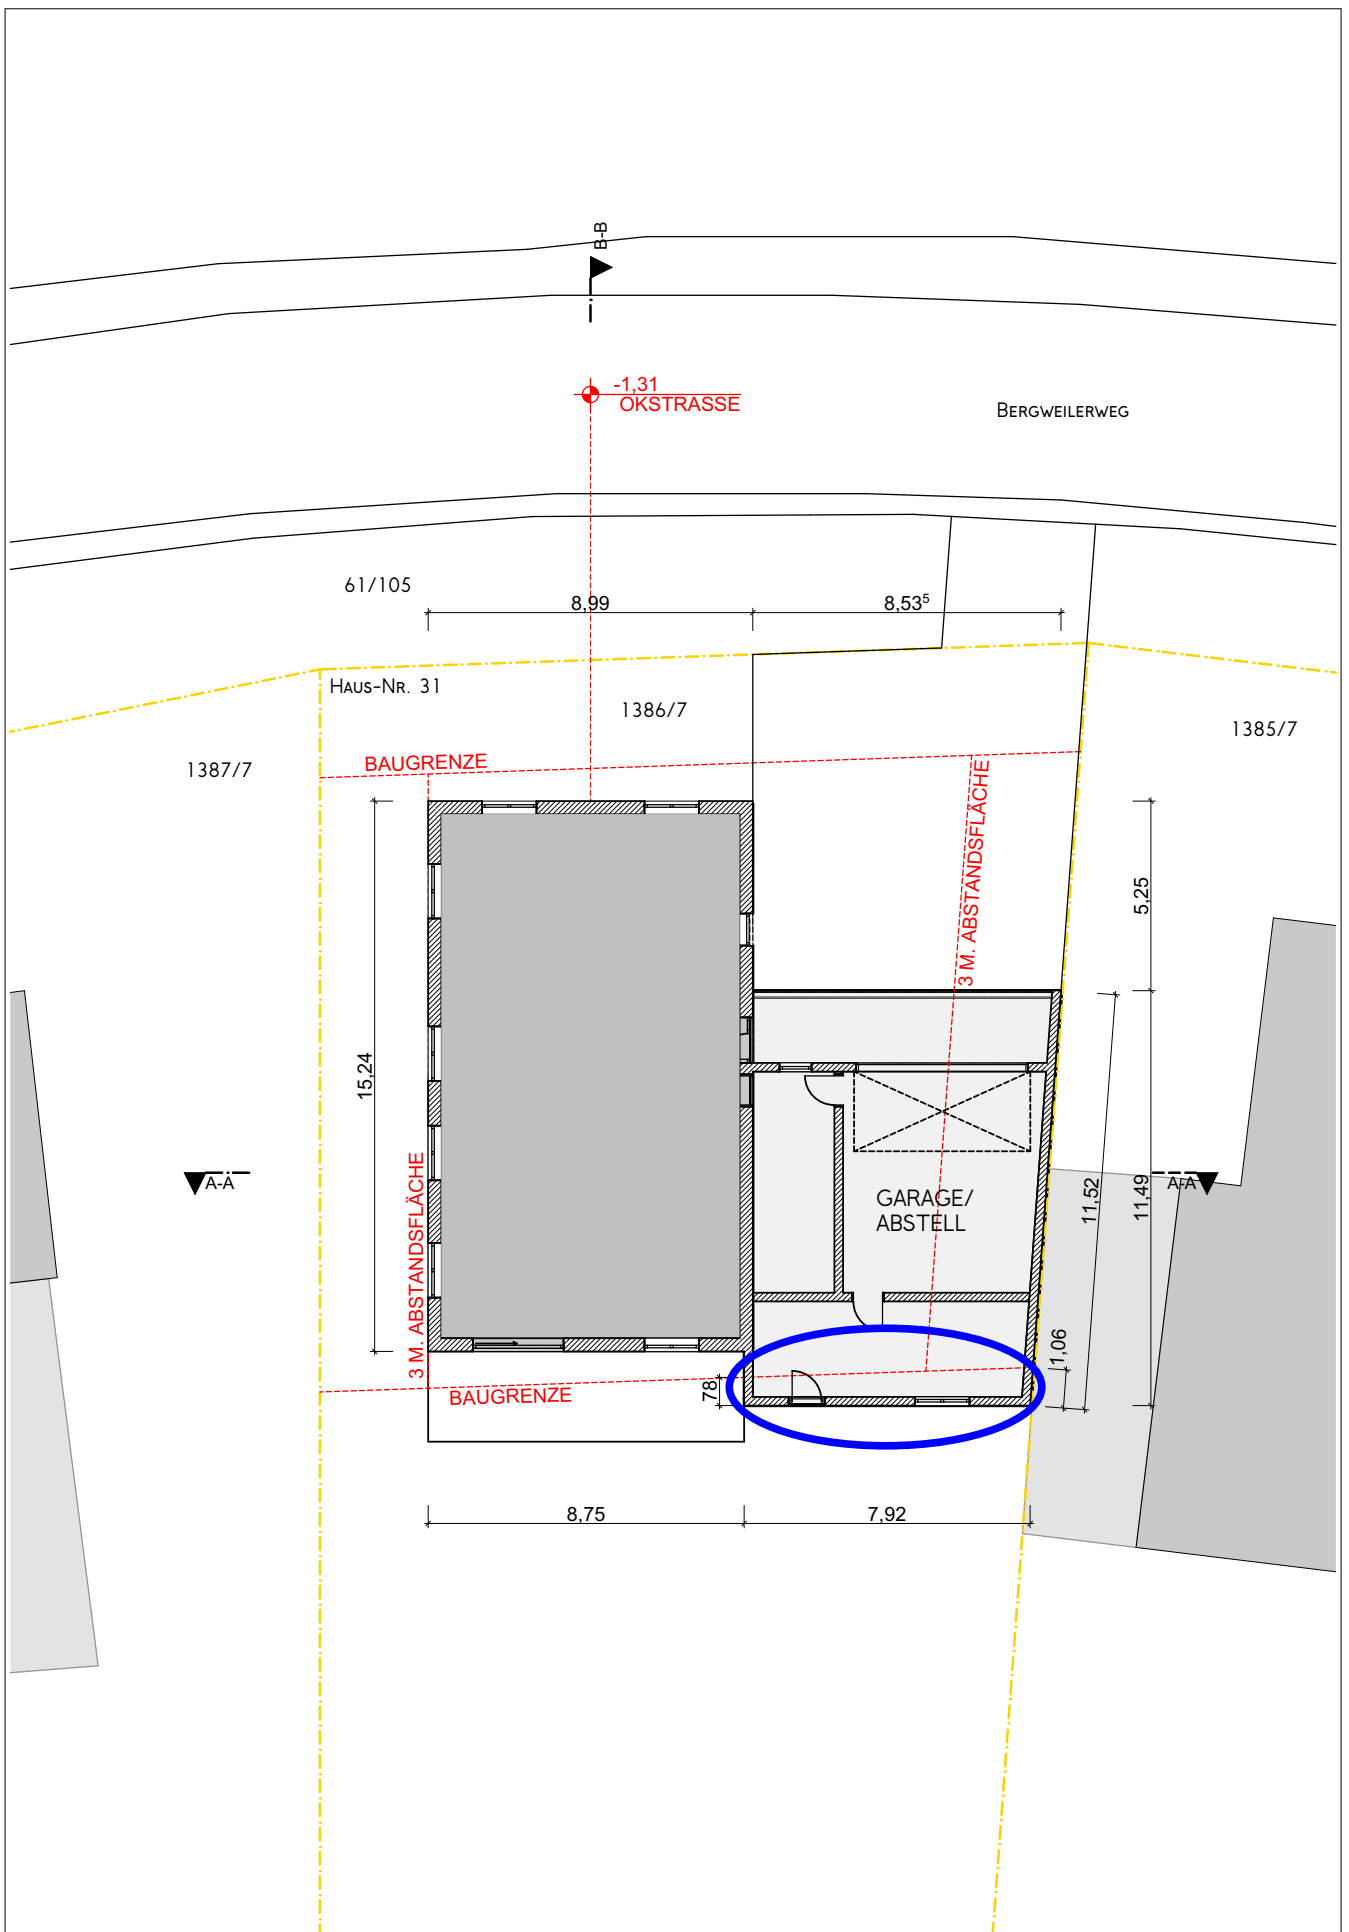 B-B
-1,31
OKSTRASSE
BERGWEILERWEG
61/105
8,99
8,53⁵
HAUS-NR. 31
1386/7
1385/7
1387/7
BAUGRENZE
3 M. ABSTANDSFLÄCHE
5,25
15,24
A-A
A-A
11,52
11,49
GARAGE/
ABSTELL
3 M. ABSTANDSFLÄCHE
1,06
78
BAUGRENZE
8,75
7,92